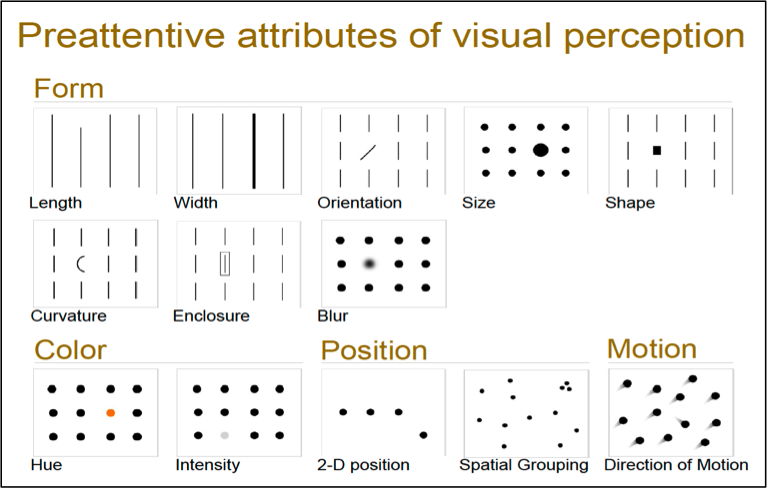 Preattentive attributes of visual perception
Form
Length Width Orientation Size Shape
Curvature Enclosure Blur
Color Position Motion
Hue Intensity 2-D position Spatial Grouping Direction of Motion